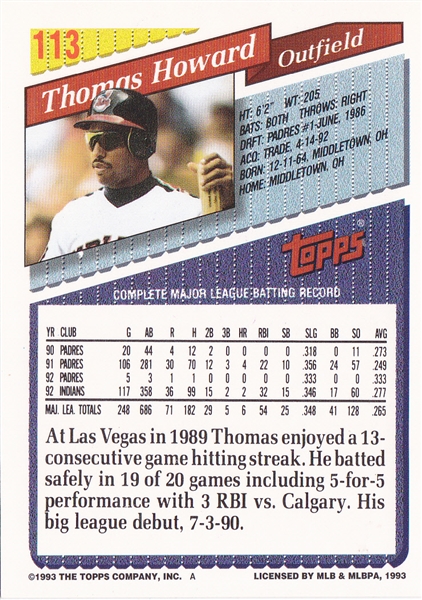 113
Thomas Howard
Outfield
HT: 6'2" WT: 205
BATS: BOTH THROWS: RIGHT
DRFT: PADRES #1-JUNE, 1986
ACQ: TRADE, 4-14-92
BORN: 12-11-64, MIDDLETOWN, OH
HOME: MIDDLETOWN, OH
Topps®
COMPLETE MAJOR LEAGUE BATTING RECORD
YR CLUB G AB R H 2B 3B HR RBI SB SLG BB SO AVG
90 PADRES 20 44 4 12 2 0 0 0 0 .318 0 11 .273
91 PADRES 106 281 30 70 12 3 4 22 10 .356 24 57 .249
92 PADRES 5 3 1 1 0 0 0 0 0 .333 0 0 .333
92 INDIANS 117 358 36 99 15 2 2 32 15 .346 17 60 .277
MAJ. LEA. TOTALS 248 686 71 182 29 5 6 54 25 .348 41 128 .265
At Las Vegas in 1989 Thomas enjoyed a 13-
consecutive game hitting streak. He batted
safely in 19 of 20 games including 5-for-5
performance with 3 RBI vs. Calgary. His
big league debut, 7-3-90.
©1993 THE TOPPS COMPANY, INC. A
LICENSED BY MLB & MLBPA, 1993